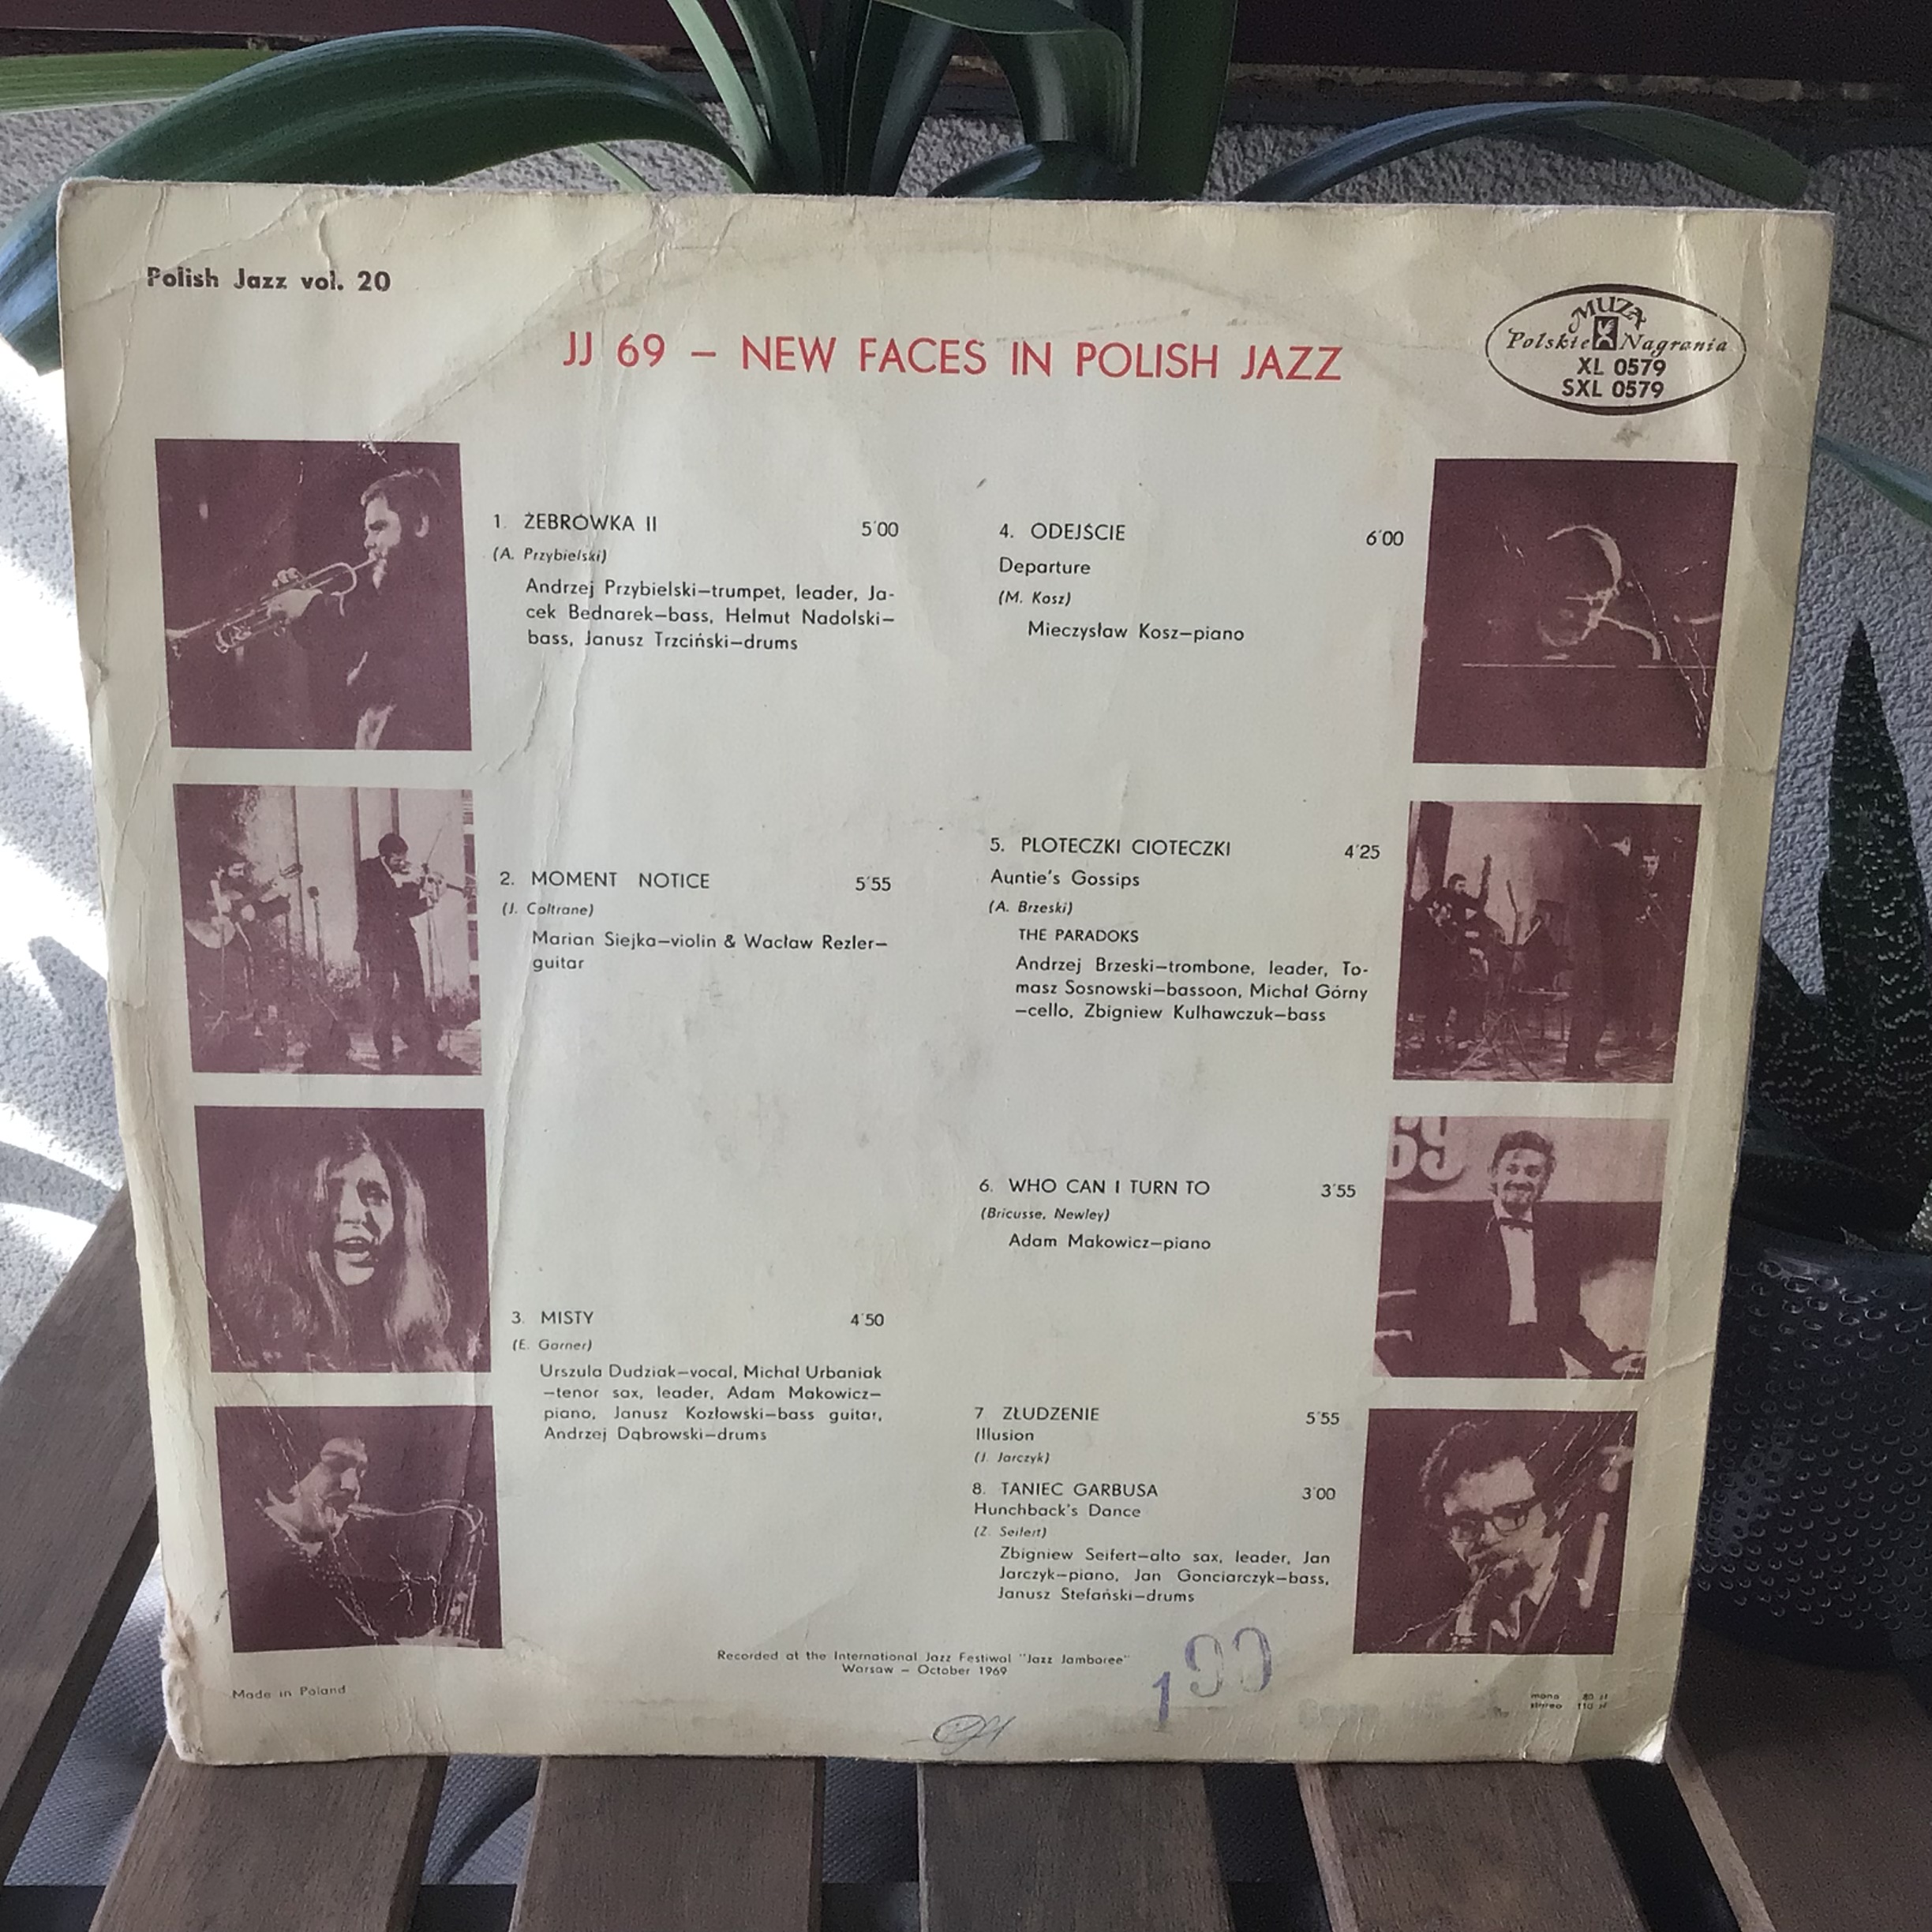 Polish Jazz vol. 20
JJ 69 – NEW FACES IN POLISH JAZZ
MUZA
Polskie Nagrania
XL 0579
SXL 0579
1. ŻEBRÓWKA II 5'00
(A. Przybielski)
Andrzej Przybielski–trumpet, leader, Ja-
cek Bednarek–bass, Helmut Nadolski–
bass, Janusz Trzciński–drums
2. MOMENT NOTICE 5'55
(J. Coltrane)
Marian Siejka–violin & Wacław Rezler–
guitar
3. MISTY 4'50
(E. Garner)
Urszula Dudziak–vocal, Michał Urbaniak
–tenor sax, leader, Adam Makowicz–
piano, Janusz Kozłowski–bass guitar,
Andrzej Dąbrowski–drums
4. ODEJŚCIE 6'00
Departure
(M. Kosz)
Mieczysław Kosz–piano
5. PLOTECZKI CIOTECZKI 4'25
Auntie's Gossips
(A. Brzeski)
THE PARADOKS
Andrzej Brzeski–trombone, leader, To-
masz Sosnowski–bassoon, Michał Górny
–cello, Zbigniew Kulhawczuk–bass
69
6. WHO CAN I TURN TO 3'55
(Bricusse, Newley)
Adam Makowicz–piano
7 ZŁUDZENIE 5'55
Illusion
(J. Jarczyk)
8. TANIEC GARBUSA 3'00
Hunchback's Dance
(Z. Seifert)
Zbigniew Seifert–alto sax, leader, Jan
Jarczyk–piano, Jan Gonciarczyk–bass,
Janusz Stefański–drums
Recorded at the International Jazz Festiwal "Jazz Jamboree"
Warsaw – October 1969
Made in Poland
190
mono 80 zł
stereo 110 zł